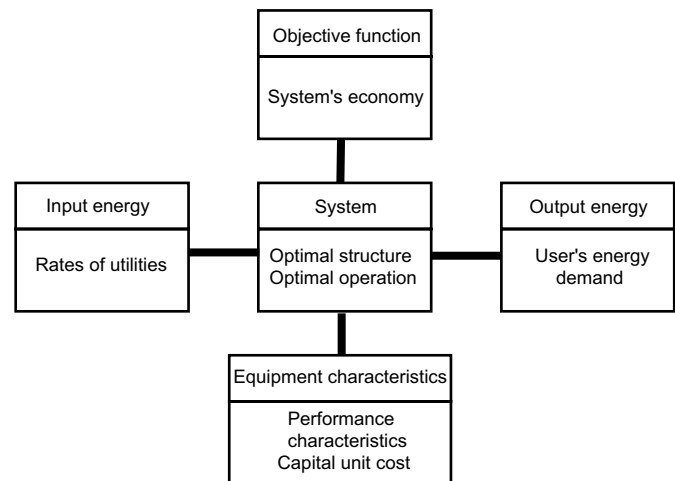 Objective function
System's economy
Input energy
Rates of utilities
System
Optimal structure
Optimal operation
Output energy
User's energy
demand
Equipment characteristics
Performance
characteristics
Capital unit cost